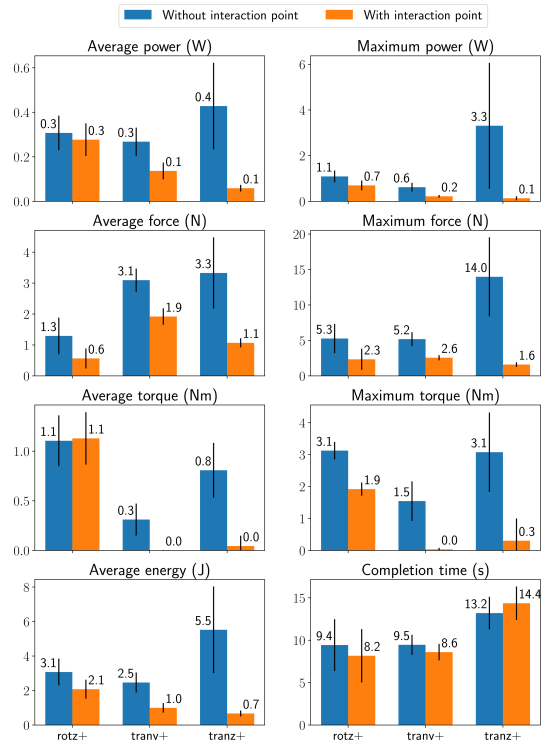 Without interaction point With interaction point
Average power (W) Maximum power (W)
0.6
0.4
0.2
0.0
0.3 0.3 0.3 0.1 0.4 0.1
6
4
2
0
1.1 0.7 0.6 0.2 3.3 0.1
Average force (N) Maximum force (N)
4
3
2
1
0
1.3 0.6 3.1 1.9 3.3 1.1
20
15
10
5
0
5.3 2.3 5.2 2.6 14.0 1.6
Average torque (Nm) Maximum torque (Nm)
1.0
0.5
0.0
1.1 1.1 0.3 0.0 0.8 0.0
4
3
2
1
0
3.1 1.9 1.5 0.0 3.1 0.3
Average energy (J) Completion time (s)
8
6
4
2
0
3.1 2.1 2.5 1.0 5.5 0.7
15
10
5
0
9.4 8.2 9.5 8.6 13.2 14.4
rotz+ trany+ tranz+ rotz+ trany+ tranz+